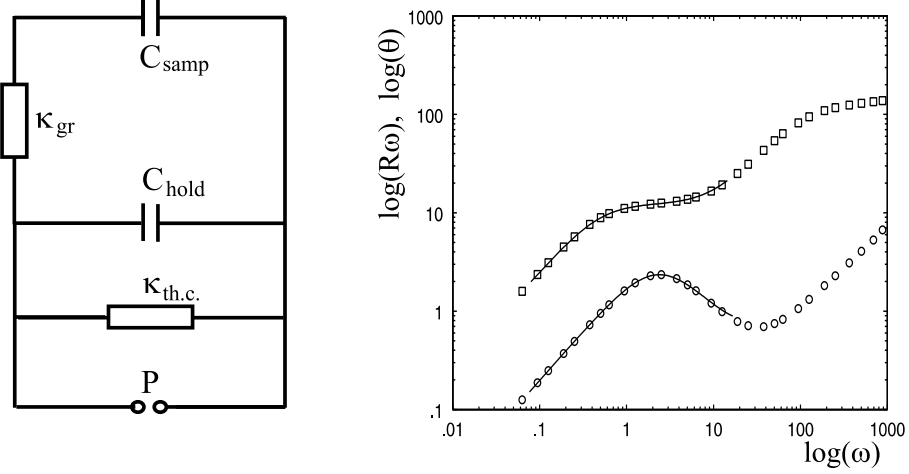 C_samp
κ_gr
C_hold
κ_th.c.
P
log(Rω), log(θ)
1000
100
10
1
.1
.01 .1 1 10 100 1000
log(ω)